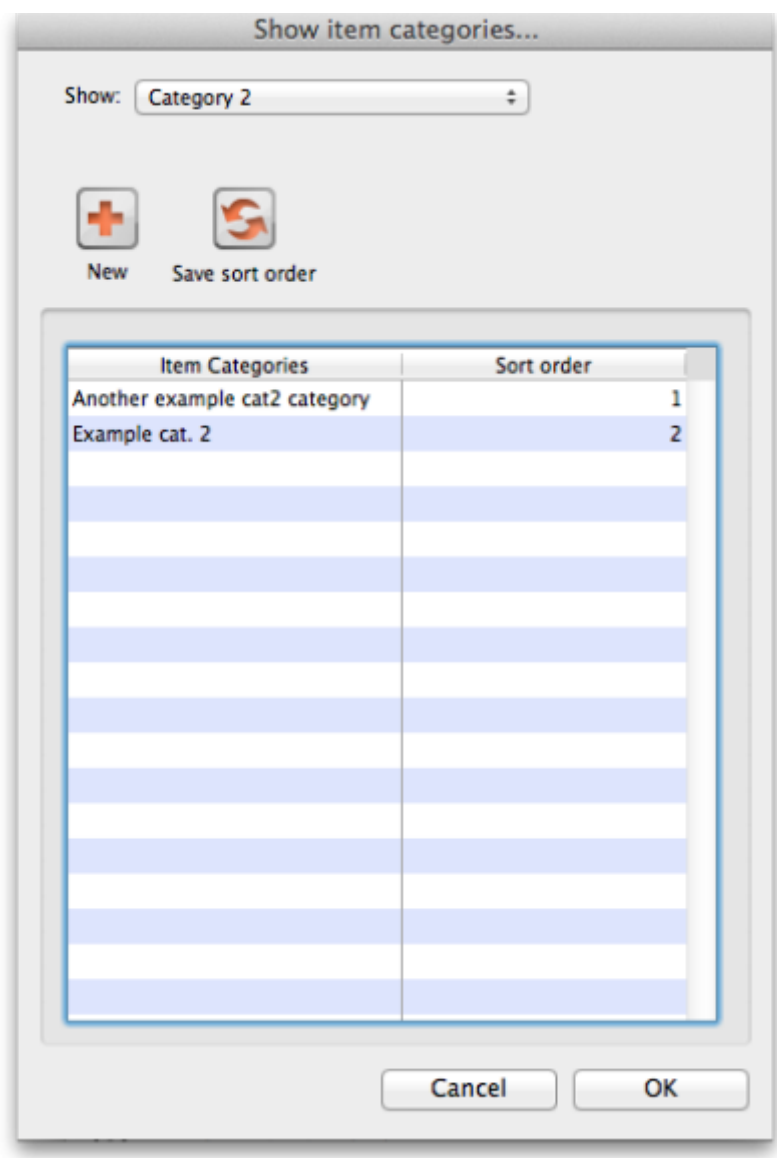 Show item categories...
Show: Category 2
New Save sort order
Item Categories Sort order
Another example cat2 category 1
Example cat. 2 2
Cancel OK